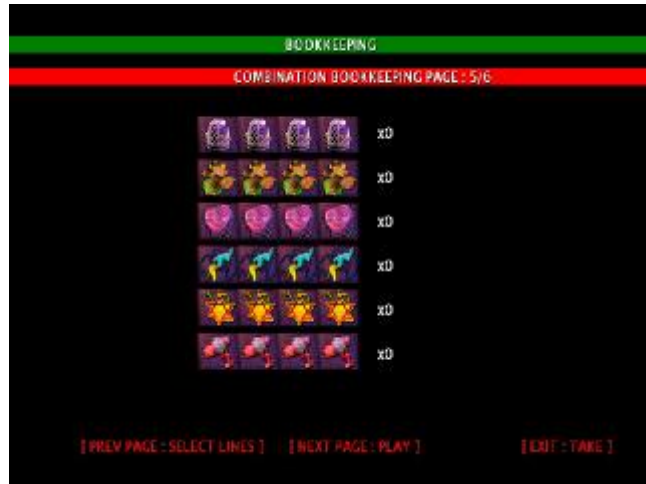 BOOKKEEPING
COMBINATION BOOKKEEPING PAGE : 5/6
x0
x0
x0
x0
x0
x0
[ PREV PAGE : SELECT LINES ] [ NEXT PAGE : PLAY ] [ EXIT : TAKE ]